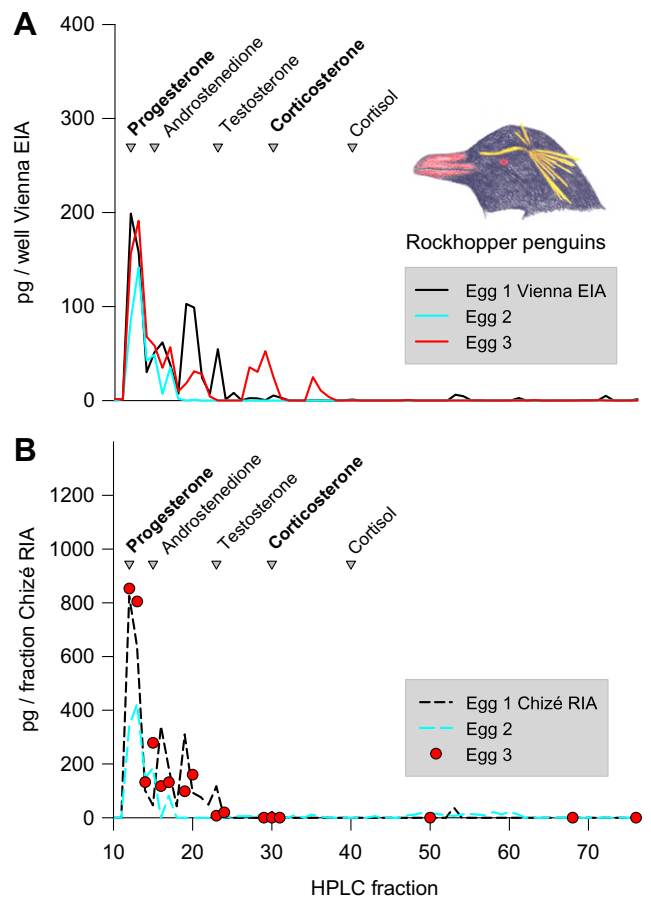 A
400
300
200
100
0
pg / well Vienna EIA
Progesterone
Androstenedione
Testosterone
Corticosterone
Cortisol
Rockhopper penguins
Egg 1 Vienna EIA
Egg 2
Egg 3
B
1200
1000
800
600
400
200
0
pg / fraction Chizé RIA
Progesterone
Androstenedione
Testosterone
Corticosterone
Cortisol
Egg 1 Chizé RIA
Egg 2
Egg 3
10 20 30 40 50 60 70
HPLC fraction